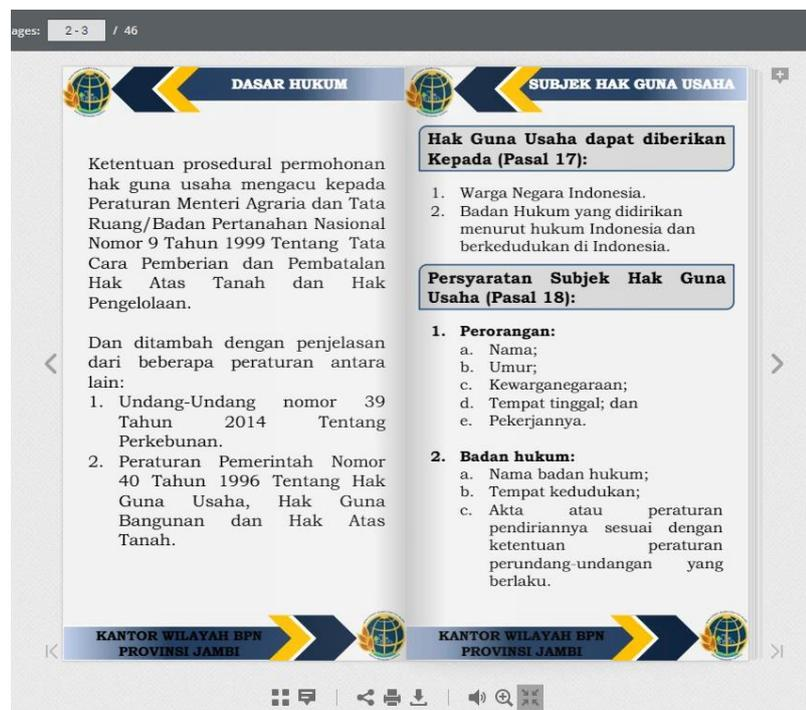 ages: 2 - 3 / 46
DASAR HUKUM
Ketentuan prosedural permohonan
hak guna usaha mengacu kepada
Peraturan Menteri Agraria dan Tata
Ruang/Badan Pertanahan Nasional
Nomor 9 Tahun 1999 Tentang Tata
Cara Pemberian dan Pembatalan
Hak Atas Tanah dan Hak
Pengelolaan.
Dan ditambah dengan penjelasan
dari beberapa peraturan antara
lain:
1. Undang-Undang nomor 39
Tahun 2014 Tentang
Perkebunan.
2. Peraturan Pemerintah Nomor
40 Tahun 1996 Tentang Hak
Guna Usaha, Hak Guna
Bangunan dan Hak Atas
Tanah.
KANTOR WILAYAH BPN
PROVINSI JAMBI
SUBJEK HAK GUNA USAHA
Hak Guna Usaha dapat diberikan
Kepada (Pasal 17):
1. Warga Negara Indonesia.
2. Badan Hukum yang didirikan
menurut hukum Indonesia dan
berkedudukan di Indonesia.
Persyaratan Subjek Hak Guna
Usaha (Pasal 18):
1. Perorangan:
a. Nama;
b. Umur;
c. Kewarganegaraan;
d. Tempat tinggal; dan
e. Pekerjannya.
2. Badan hukum:
a. Nama badan hukum;
b. Tempat kedudukan;
c. Akta atau peraturan
pendiriannya sesuai dengan
ketentuan peraturan
perundang-undangan yang
berlaku.
KANTOR WILAYAH BPN
PROVINSI JAMBI